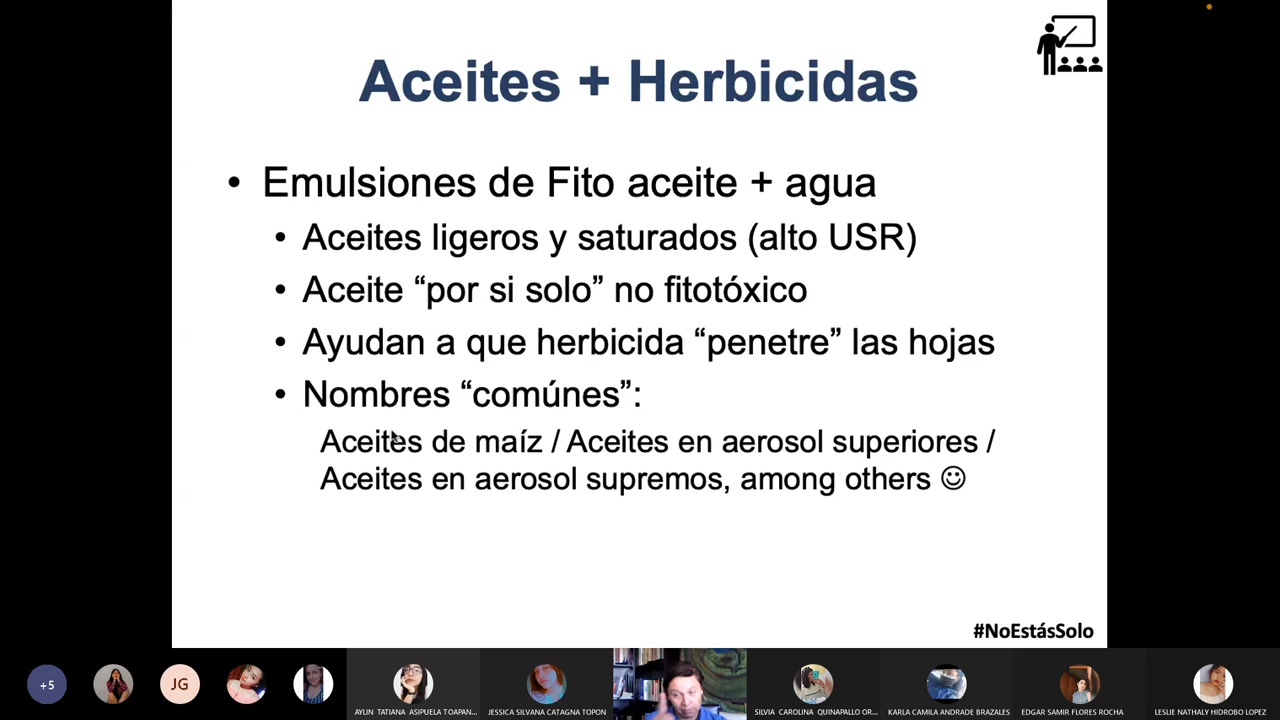 Aceites + Herbicidas
• Emulsiones de Fito aceite + agua
• Aceites ligeros y saturados (alto USR)
• Aceite “por si solo” no fitotóxico
• Ayudan a que herbicida “penetre” las hojas
• Nombres “comúnes”:
Aceites de maíz / Aceites en aerosol superiores /
Aceites en aerosol supremos, among others ☺
#NoEstásSolo
+5
JG
AYLIN TATIANA ASIPUELA TOAPAN...
JESSICA SILVANA CATAGNA TOPON
SILVIA CAROLINA QUINAPALLO OR...
KARLA CAMILA ANDRADE BRAZALES
EDGAR SAMIR FLORES ROCHA
LESLIE NATHALY HIDROBO LOPEZ